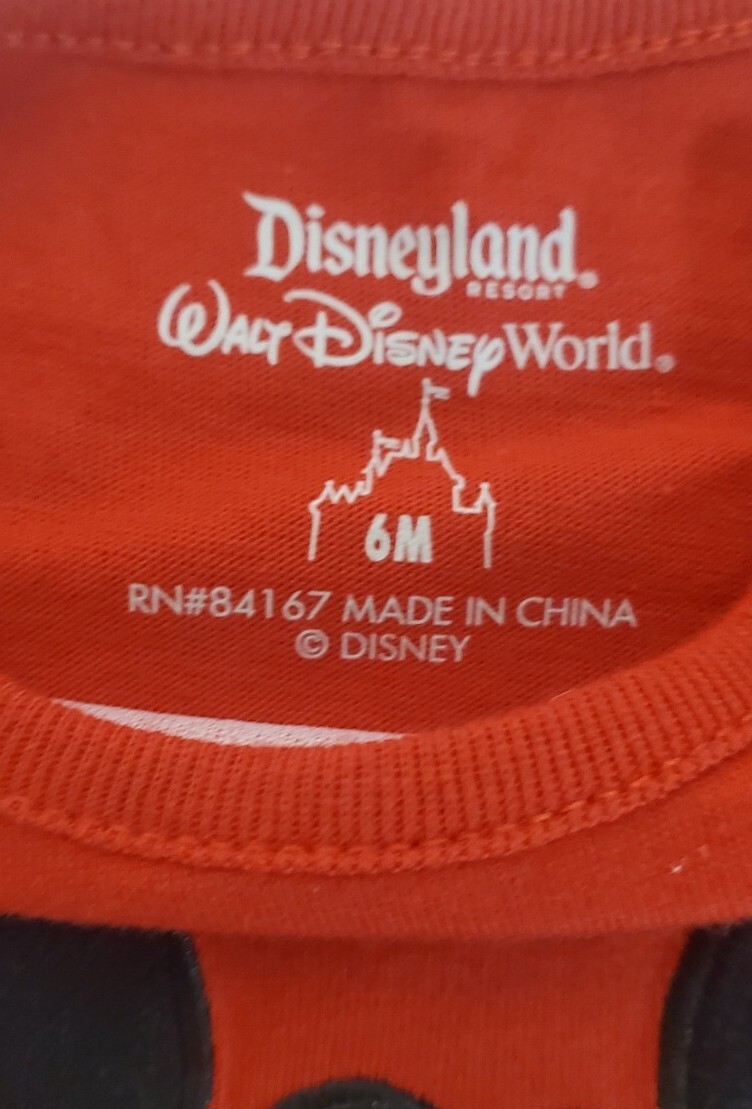 Disneyland®
RESORT
WALT DISNEY World®
6M
RN#84167 MADE IN CHINA
© DISNEY